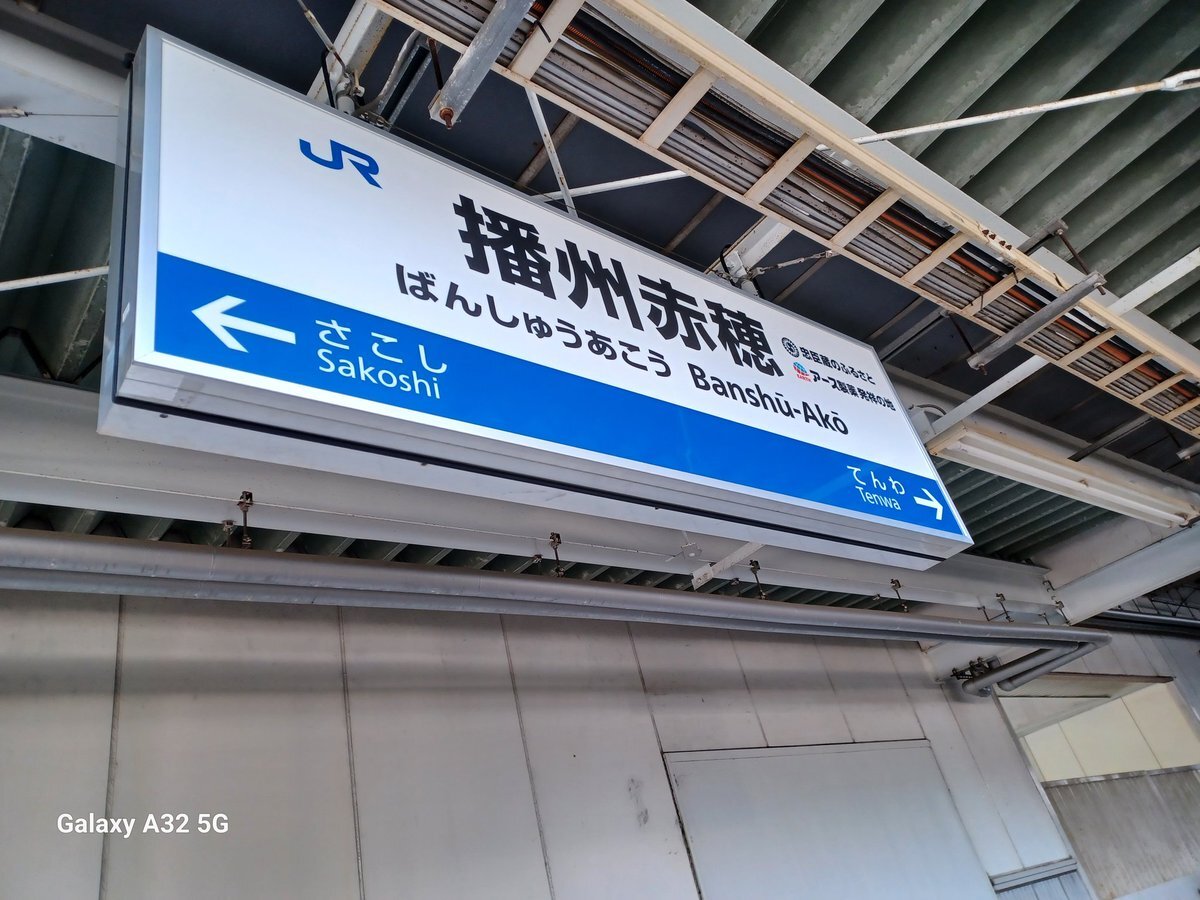 JR
播州赤穂
ばんしゅうあこう Banshū-Akō
忠臣蔵のふるさと
アース製薬 発祥の地
さこし
Sakoshi
てんわ
Tenwa
Galaxy A32 5G